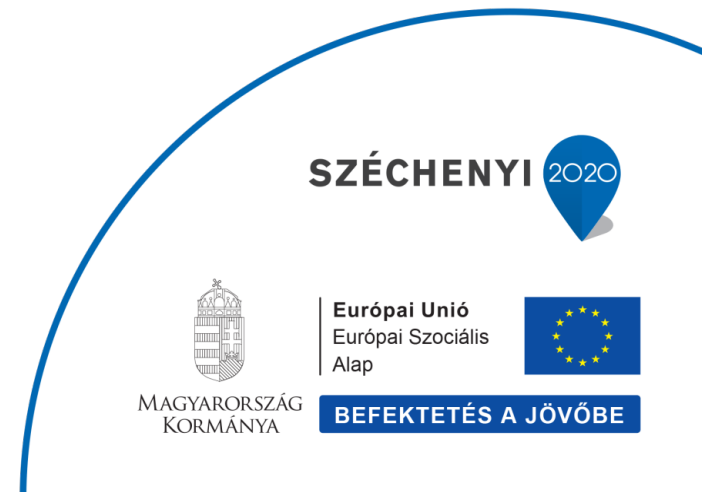 SZÉCHENYI 2020
Európai Unió
Európai Szociális
Alap
MAGYARORSZÁG
KORMÁNYA
BEFEKTETÉS A JÖVŐBE